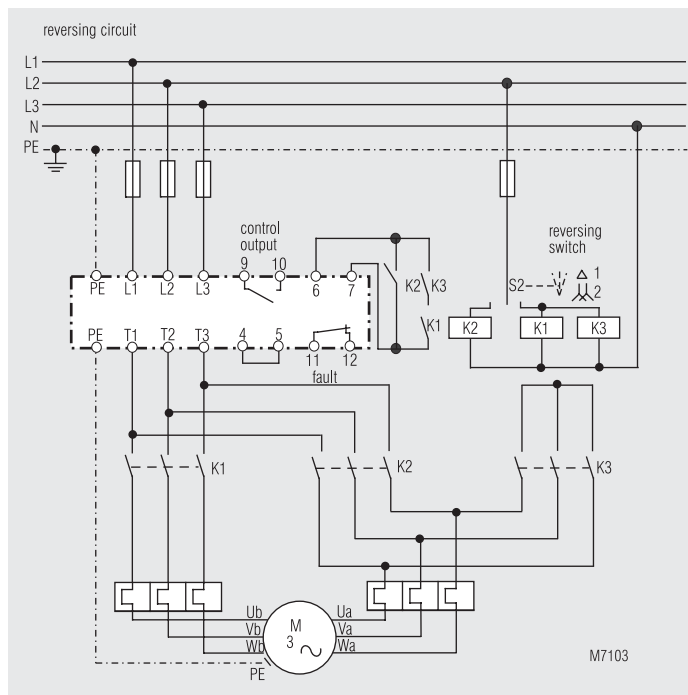 reversing circuit
L1
L2
L3
N
PE
control
output
reversing
switch
9 10 6 7
PE L1 L2 L3
K2 K3
S2
1
2
K1
K2 K1 K3
PE T1 T2 T3 4 5
11 12
fault
K1 K2 K3
Ub Ua
M
Vb Va
3
Wb Wa
PE
M7103